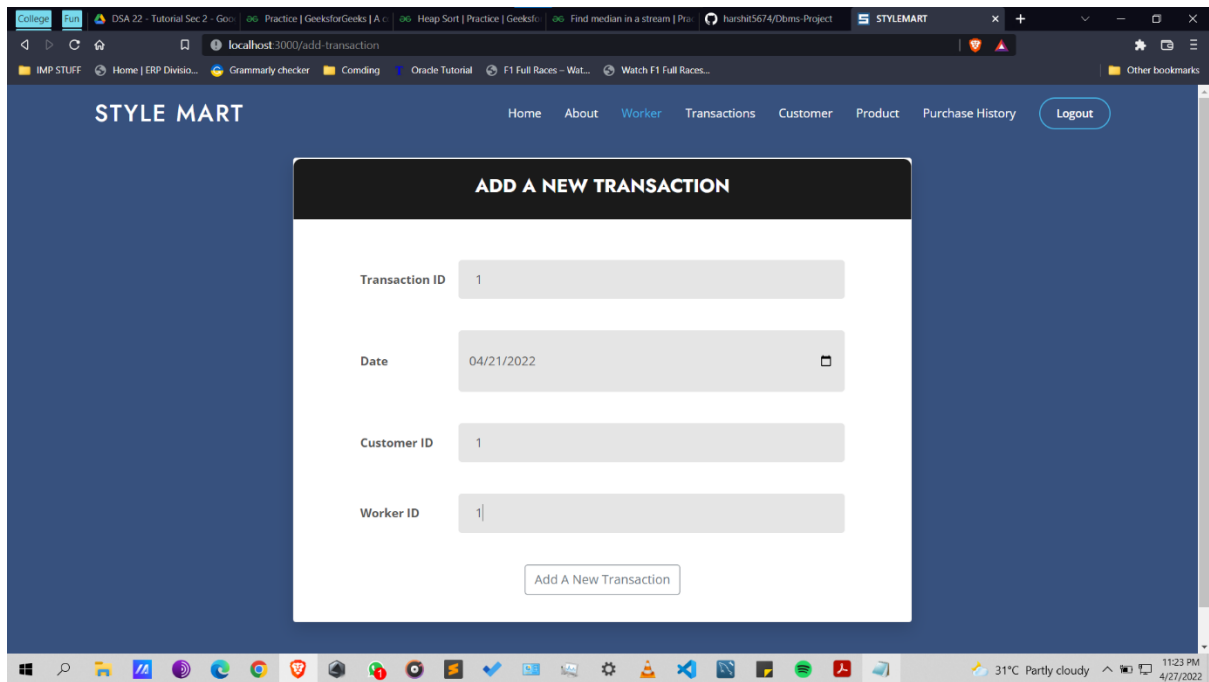 College Fun DSA 22 - Tutorial Sec 2 - Goo Practice | GeeksforGeeks | A c Heap Sort | Practice | Geeksfo Find median in a stream | Prac harshit5674/Dbms-Project STYLEMART
localhost:3000/add-transaction
IMP STUFF Home | ERP Divisio... Grammarly checker Comding Oracle Tutorial F1 Full Races – Wat... Watch F1 Full Races... Other bookmarks
STYLE MART Home About Worker Transactions Customer Product Purchase History Logout
ADD A NEW TRANSACTION
Transaction ID 1
Date 04/21/2022
Customer ID 1
Worker ID 1
Add A New Transaction
31°C Partly cloudy 11:23 PM
4/27/2022